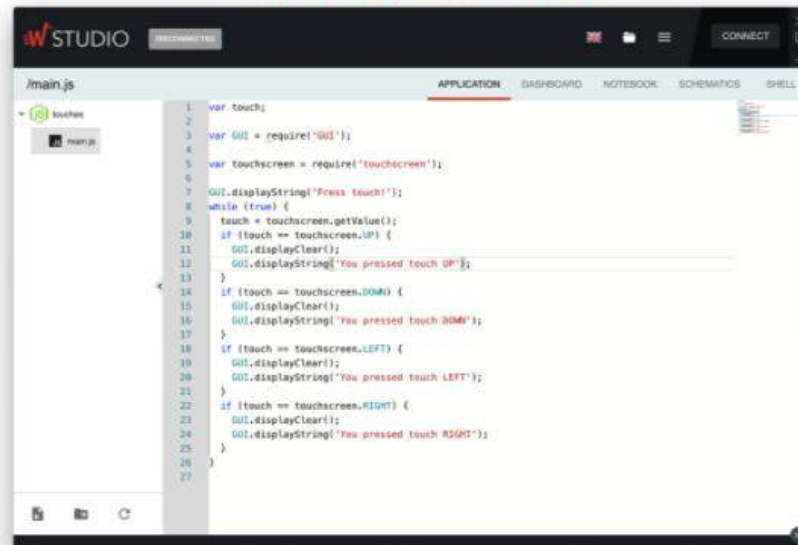 W STUDIO DISCONNECTED CONNECT
/main.js APPLICATION DASHBOARD NOTEBOOK SCHEMATICS SHELL
touches
main.js
1 var touch;
2
3 var GUI = require('GUI');
4
5 var touchscreen = require('touchscreen');
6
7 GUI.displayString('Press touch!');
8 while (true) {
9 touch = touchscreen.getValue();
10 if (touch == touchscreen.UP) {
11 GUI.displayClear();
12 GUI.displayString('You pressed touch UP');
13 }
14 if (touch == touchscreen.DOWN) {
15 GUI.displayClear();
16 GUI.displayString('You pressed touch DOWN');
17 }
18 if (touch == touchscreen.LEFT) {
19 GUI.displayClear();
20 GUI.displayString('You pressed touch LEFT');
21 }
22 if (touch == touchscreen.RIGHT) {
23 GUI.displayClear();
24 GUI.displayString('You pressed touch RIGHT');
25 }
26 }
27